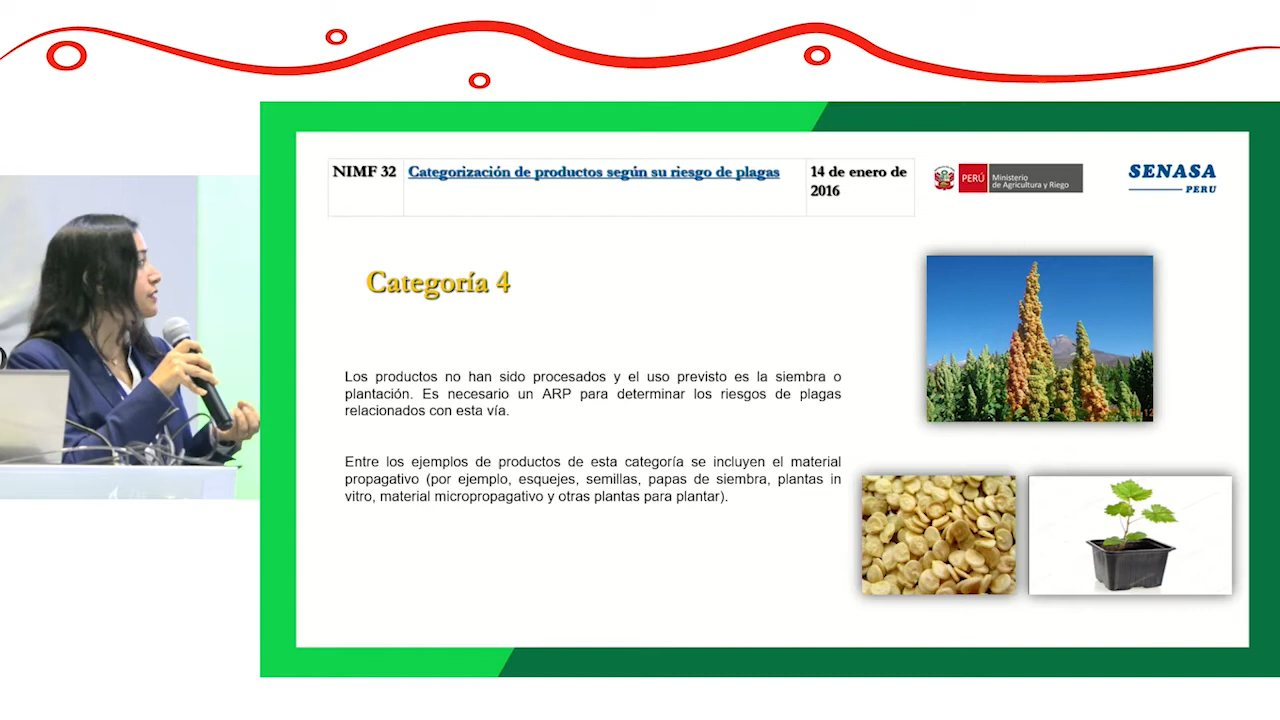 NIMF 32
Categorización de productos según su riesgo de plagas
14 de enero de
2016
PERÚ
Ministerio
de Agricultura y Riego
SENASA
PERU
Categoría 4
Los productos no han sido procesados y el uso previsto es la siembra o
plantación. Es necesario un ARP para determinar los riesgos de plagas
relacionados con esta vía.
Entre los ejemplos de productos de esta categoría se incluyen el material
propagativo (por ejemplo, esquejes, semillas, papas de siembra, plantas in
vitro, material micropropagativo y otras plantas para plantar).